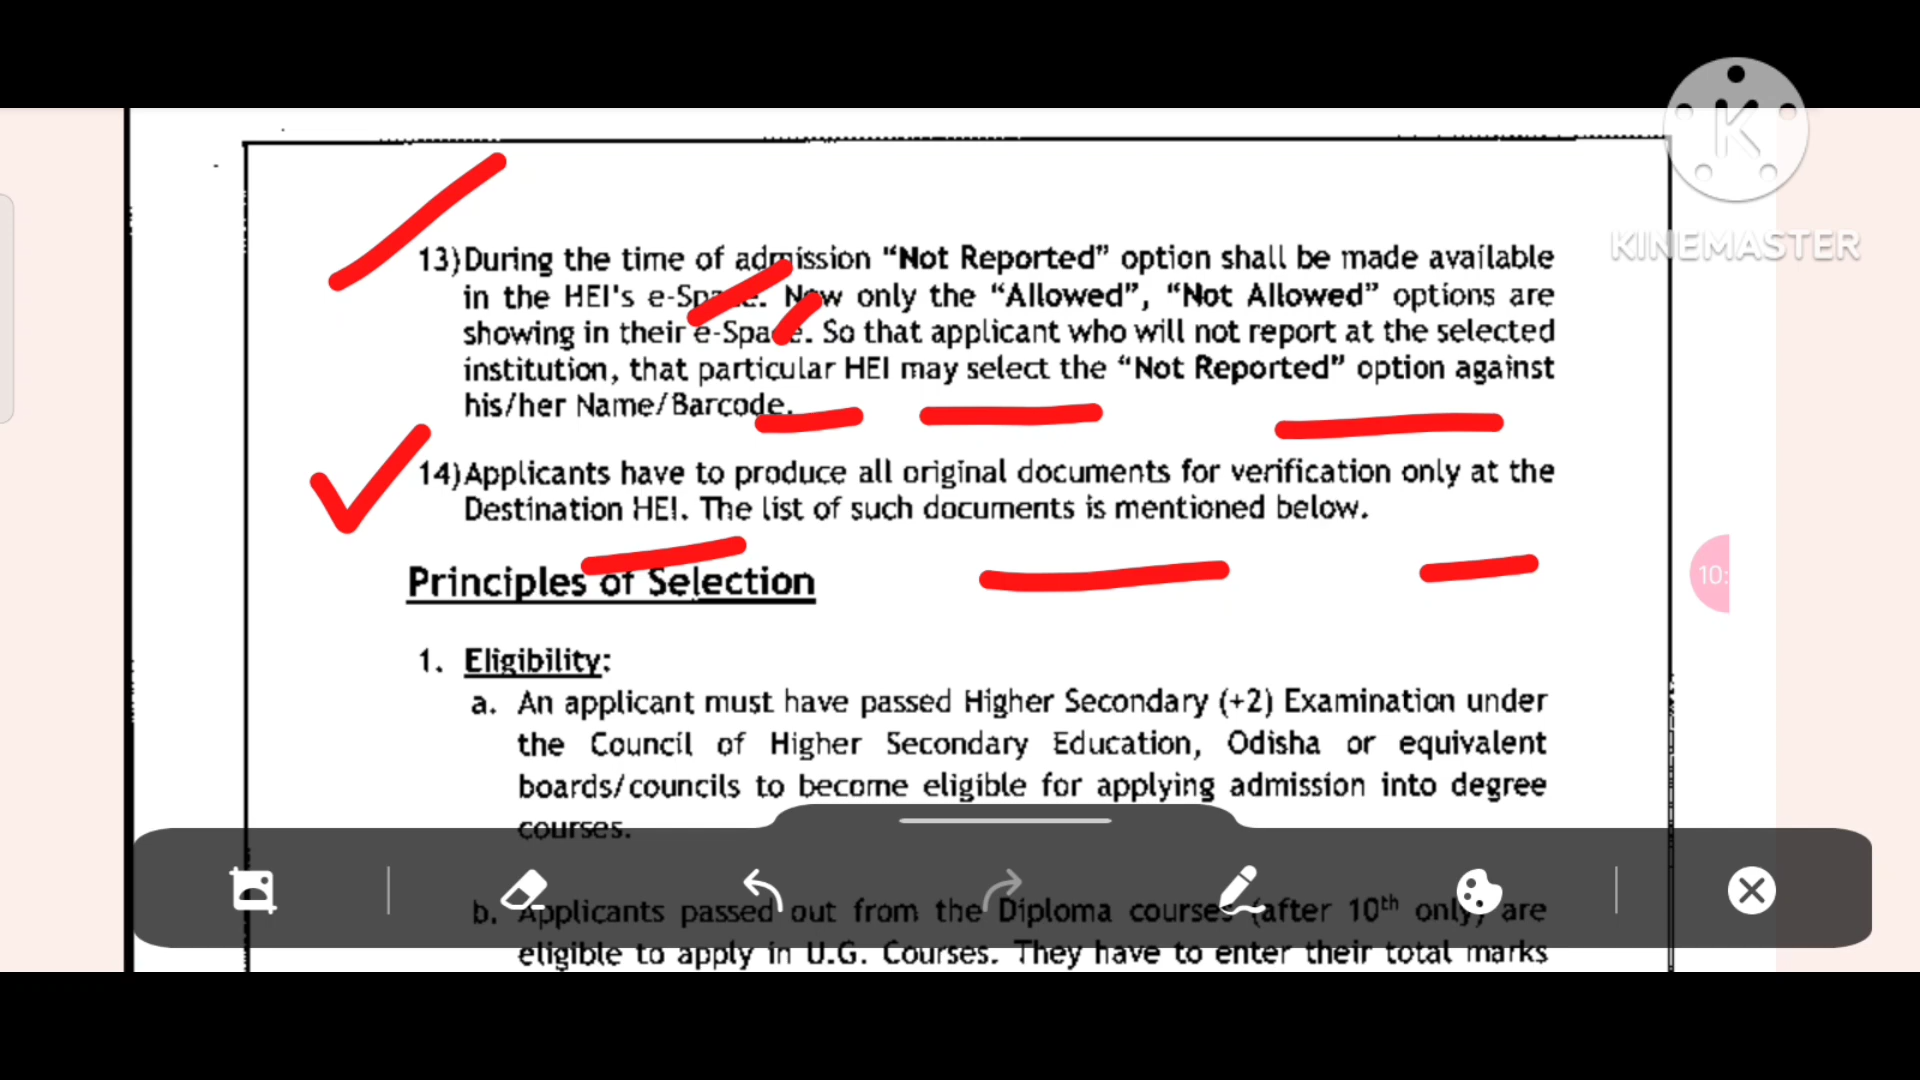 KINEMASTER
13) During the time of admission “Not Reported” option shall be made available
in the HEI's e-Space. Now only the “Allowed”, “Not Allowed” options are
showing in their e-Space. So that applicant who will not report at the selected
institution, that particular HEI may select the “Not Reported” option against
his/her Name/Barcode.
14) Applicants have to produce all original documents for verification only at the
Destination HEI. The list of such documents is mentioned below.
Principles of Selection
10:
1. Eligibility:
a. An applicant must have passed Higher Secondary (+2) Examination under
the Council of Higher Secondary Education, Odisha or equivalent
boards/councils to become eligible for applying admission into degree
courses.
b. Applicants passed out from the Diploma courses (after 10th only) are
eligible to apply in U.G. Courses. They have to enter their total marks